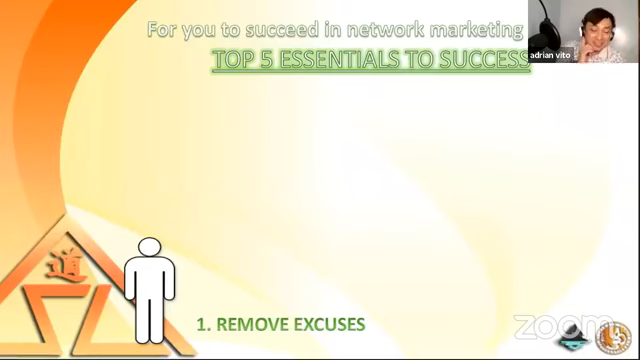 For you to succeed in network marketing
TOP 5 ESSENTIALS TO SUCCESS
adrian vito
道
1. REMOVE EXCUSES
zoom